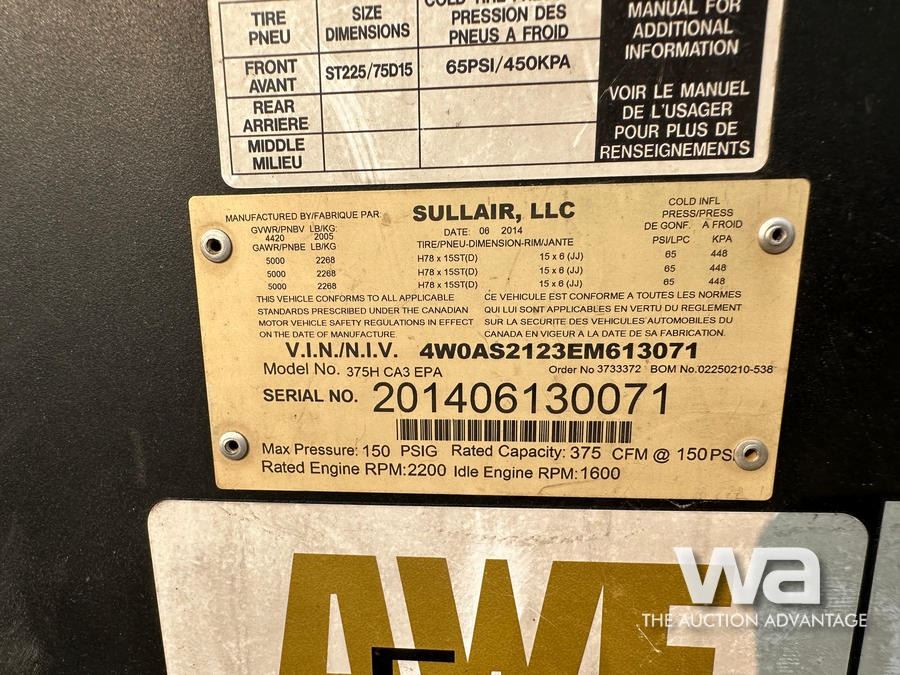 TIRE PNEU SIZE DIMENSIONS PRESSION DES PNEUS A FROID
FRONT AVANT ST225/75D15 65PSI/450KPA
REAR ARRIERE
MIDDLE MILIEU
MANUAL FOR
ADDITIONAL
INFORMATION
VOIR LE MANUEL
DE L'USAGER
POUR PLUS DE
RENSEIGNEMENTS
MANUFACTURED BY/FABRIQUE PAR: SULLAIR, LLC
COLD INFL
PRESS/PRESS
DE GONF. A FROID
GVWR/PNBV LB/KG: DATE: 06 2014
4420 2005
GAWR/PNBE LB/KG TIRE/PNEU-DIMENSION-RIM/JANTE PSI/LPC KPA
5000 2268 H78 x 15ST(D) 15 x 6 (JJ) 65 448
5000 2268 H78 x 15ST(D) 15 x 6 (JJ) 65 448
5000 2268 H78 x 15ST(D) 15 x 6 (JJ) 65 448
THIS VEHICLE CONFORMS TO ALL APPLICABLE
STANDARDS PRESCRIBED UNDER THE CANADIAN
MOTOR VEHICLE SAFETY REGULATIONS IN EFFECT
ON THE DATE OF MANUFACTURE
CE VEHICULE EST CONFORME A TOUTES LES NORMES
QUI LUI SONT APPLICABLES EN VERTU DU REGLEMENT
SUR LA SECURITE DES VEHICULES AUTOMOBILES DU
CANADA EN VIGEUR A LA DATE DE SA FABRICATION.
V.I.N./N.I.V. 4W0AS2123EM613071
Model No. 375H CA3 EPA Order No 3733372 BOM No.02250210-538
SERIAL NO. 201406130071
Max Pressure: 150 PSIG Rated Capacity: 375 CFM @ 150 PSI
Rated Engine RPM:2200 Idle Engine RPM:1600
AWF
wa
THE AUCTION ADVANTAGE